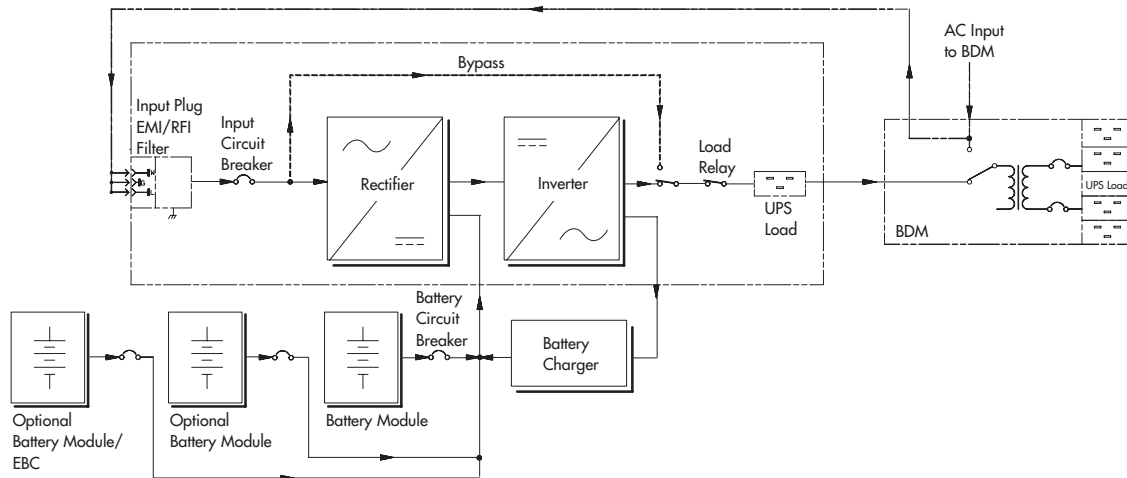 AC Input
to BDM
Bypass
Input Plug
EMI/RFI
Filter
Input
Circuit
Breaker
Load
Relay
Rectifier
Inverter
W
G
L
UPS
Load
UPS Load
BDM
Battery
Circuit
Breaker
Battery
Charger
Optional
Battery Module/
EBC
Optional
Battery Module
Battery Module